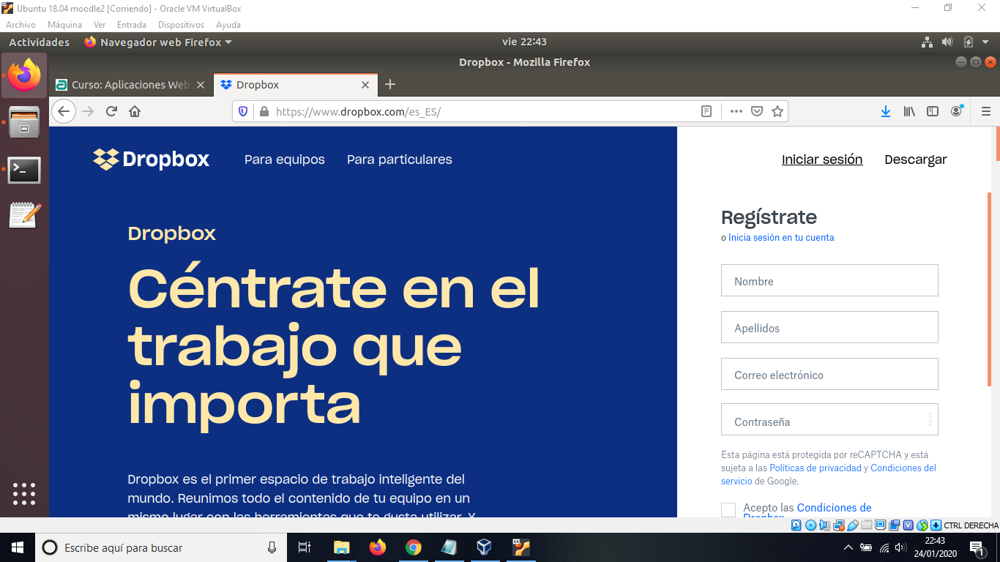 Ubuntu 18.04 moodle2 [Corriendo] - Oracle VM VirtualBox
Archivo Máquina Ver Entrada Dispositivos Ayuda
Actividades Navegador web Firefox vie 22:43
Dropbox - Mozilla Firefox
Curso: Aplicaciones Web Dropbox
https://www.dropbox.com/es_ES/
Dropbox Para equipos Para particulares Iniciar sesión Descargar
Dropbox
Céntrate en el
trabajo que
importa
Dropbox es el primer espacio de trabajo inteligente del
mundo. Reunimos todo el contenido de tu equipo en un
mismo lugar con las herramientas que te gusta utilizar. Y
Regístrate
o Inicia sesión en tu cuenta
Nombre
Apellidos
Correo electrónico
Contraseña
Esta página está protegida por reCAPTCHA y está
sujeta a las Políticas de privacidad y Condiciones del
servicio de Google.
Acepto las Condiciones de
Dropbox
CTRL DERECHA
Escribe aquí para buscar
22:43
24/01/2020
1